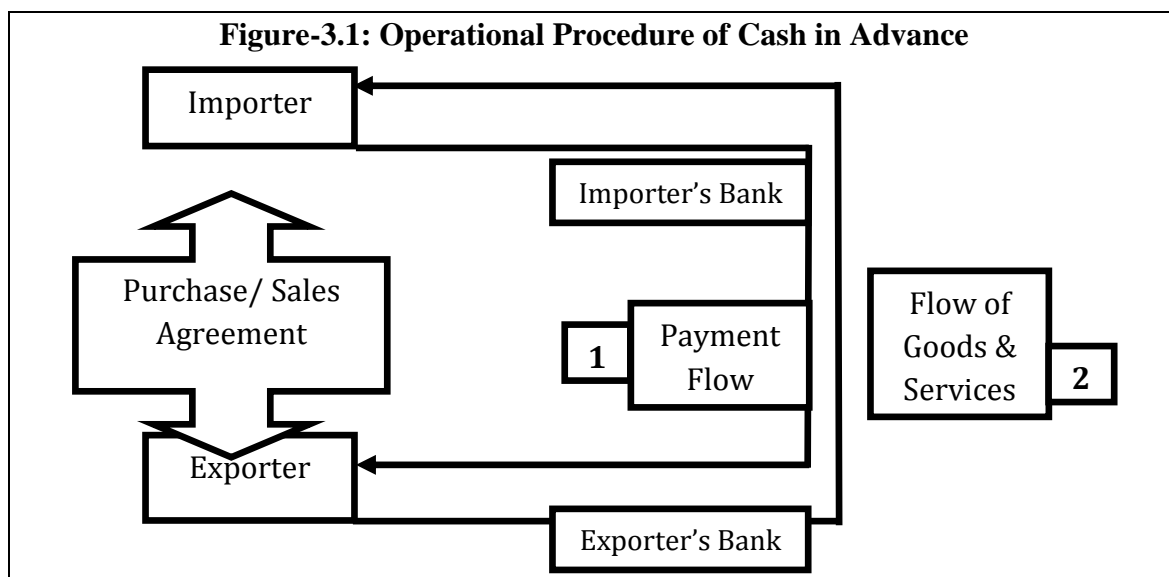 Figure-3.1: Operational Procedure of Cash in Advance
Importer
Importer’s Bank
Purchase/ Sales
Agreement
1
Payment
Flow
Flow of
Goods &
Services
2
Exporter
Exporter’s Bank